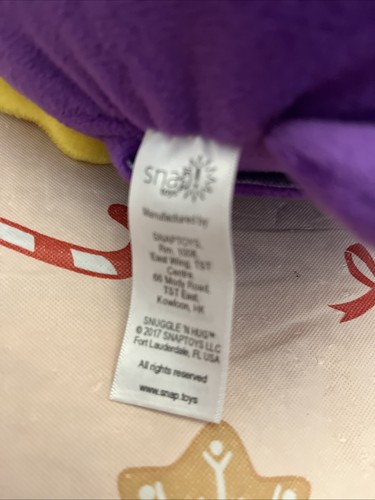 snap!
toys
Manufactured by
SNAPTOYS,
Rm. 1008,
East Wing, TST
Centre,
66 Mody Road,
TST East,
Kowloon, HK
SNUGGLE 'N HUG™
© 2017 SNAPTOYS LLC
Fort Lauderdale, FL USA
All rights reserved
www.snap.toys